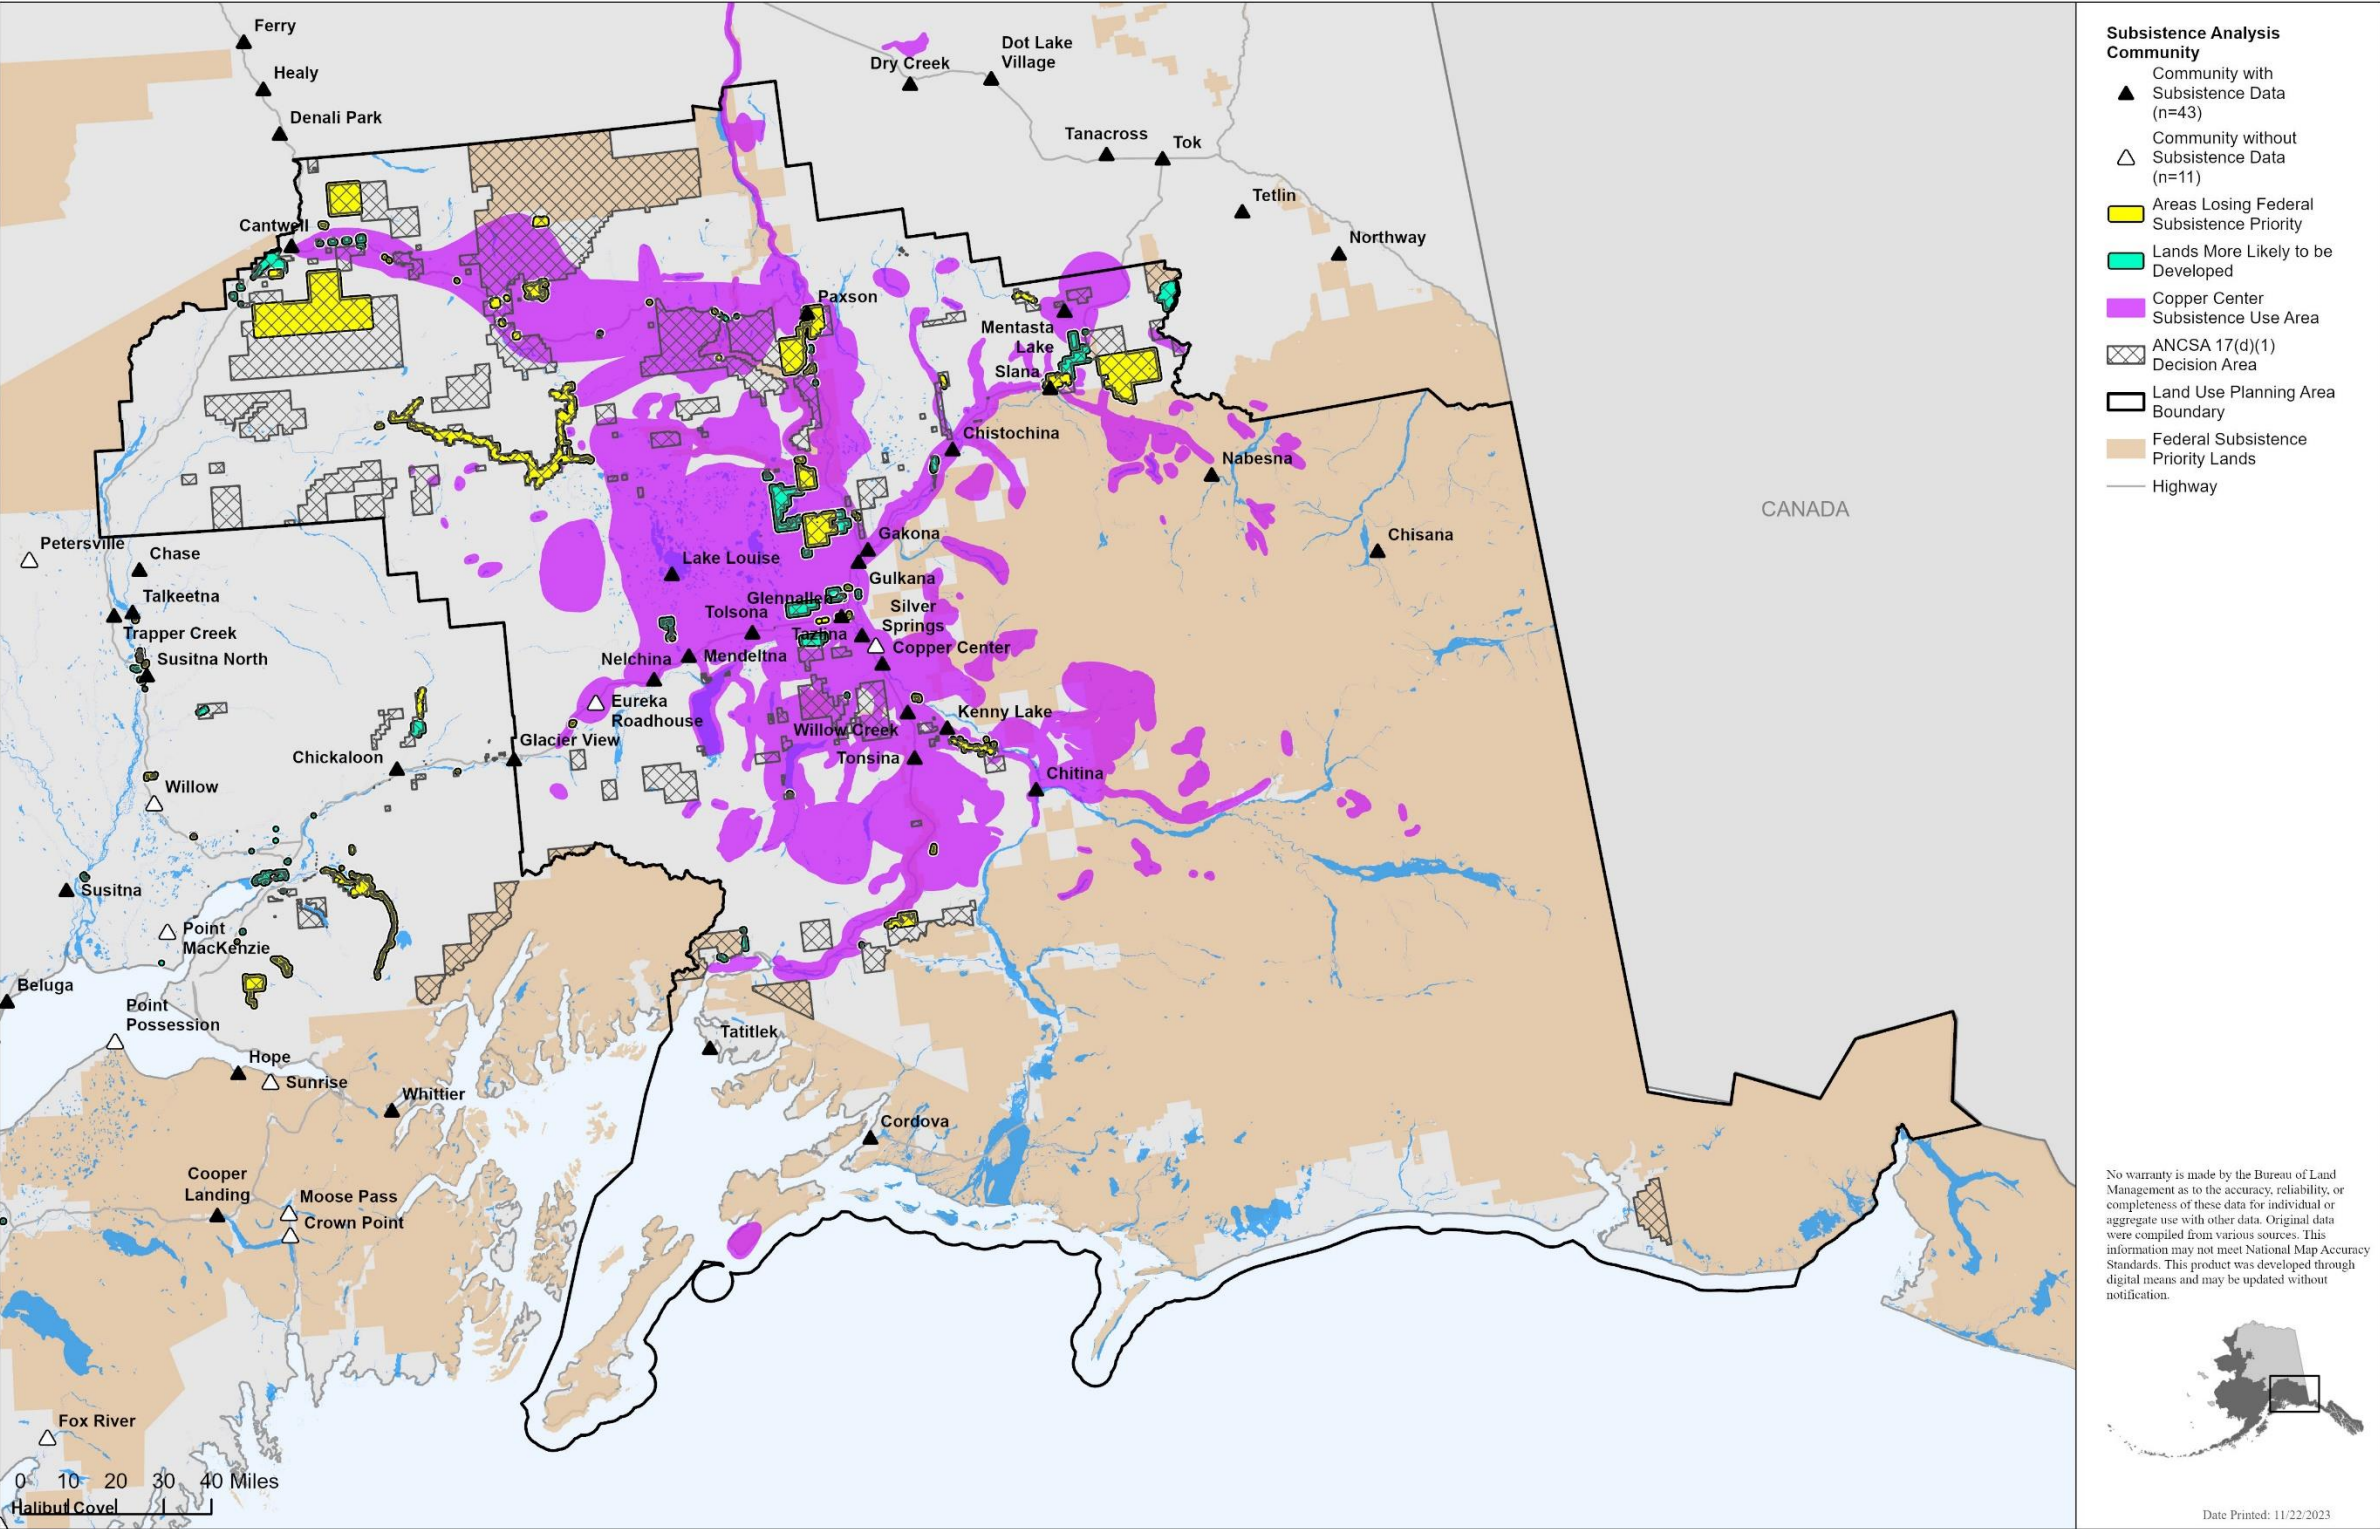 Ferry
Healy
Denali Park
Dry Creek
Dot Lake
Village
Tanacross
Tok
Tetlin
Northway
Cantwell
Paxson
Mentasta
Lake
Slana
Chistochina
Nabesna
CANADA
Chisana
Petersville
Chase
Talkeetna
Trapper Creek
Susitna North
Gakona
Lake Louise
Gulkana
Glennallen
Silver
Springs
Tolsona
Tazlina
Copper Center
Nelchina
Mendeltna
Eureka
Roadhouse
Kenny Lake
Willow Creek
Glacier View
Chickaloon
Tonsina
Chitina
Willow
Susitna
Point
MacKenzie
Beluga
Point
Possession
Tatitlek
Hope
Sunrise
Whittier
Cordova
Cooper
Landing
Moose Pass
Crown Point
Fox River
0 10 20 30 40 Miles
Halibut Cove
Subsistence Analysis
Community
Community with
Subsistence Data
(n=43)
Community without
Subsistence Data
(n=11)
Areas Losing Federal
Subsistence Priority
Lands More Likely to be
Developed
Copper Center
Subsistence Use Area
ANCSA 17(d)(1)
Decision Area
Land Use Planning Area
Boundary
Federal Subsistence
Priority Lands
Highway
No warranty is made by the Bureau of Land
Management as to the accuracy, reliability, or
completeness of these data for individual or
aggregate use with other data. Original data
were compiled from various sources. This
information may not meet National Map Accuracy
Standards. This product was developed through
digital means and may be updated without
notification.
Date Printed: 11/22/2023